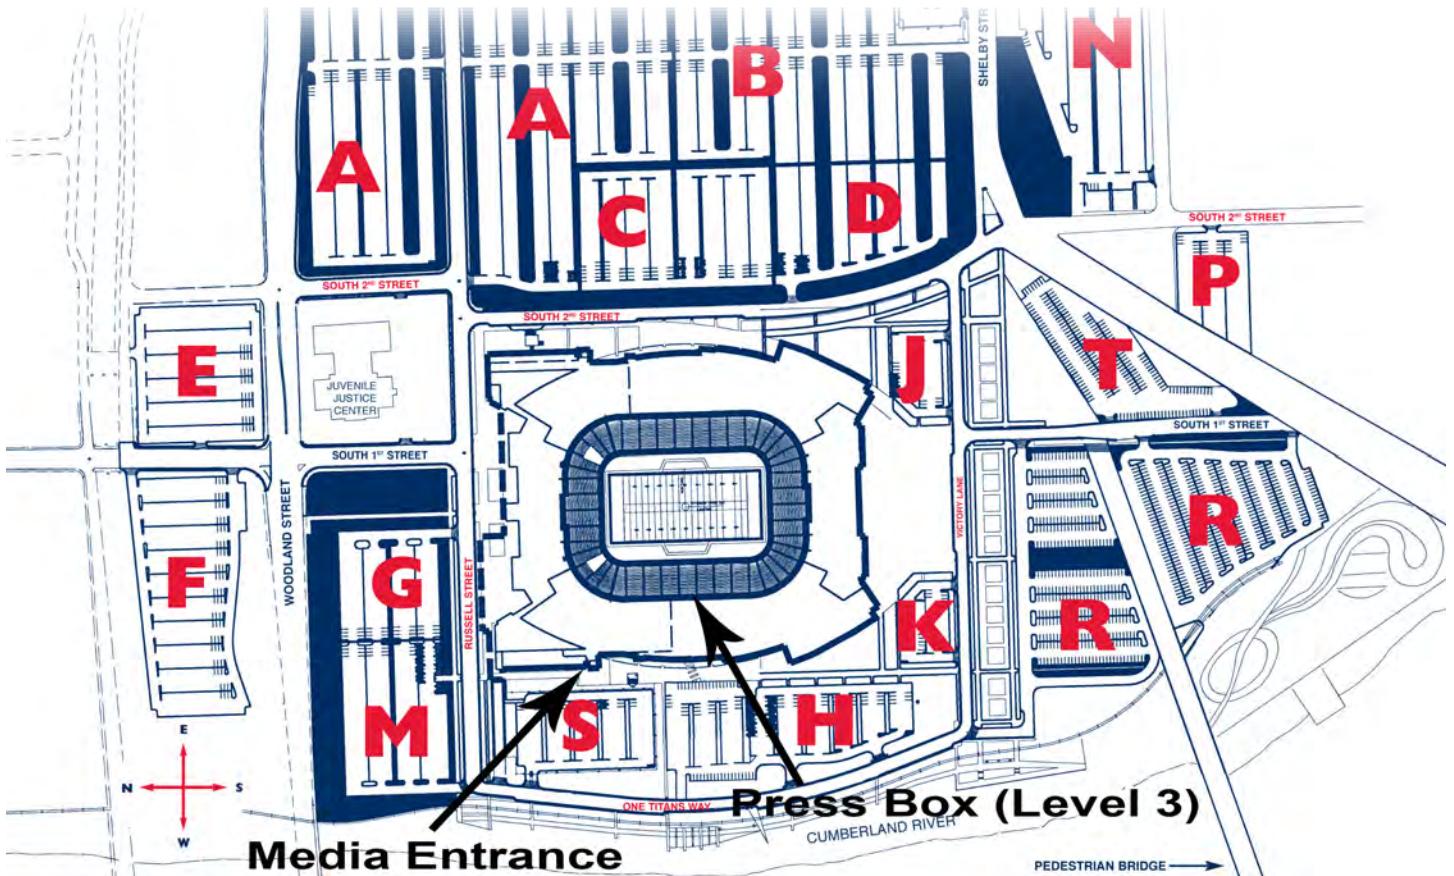 N
SHELBY STR
B
A
A
C
D
SOUTH 2ND STREET
P
SOUTH 2ND STREET
SOUTH 2ND STREET
E
JUVENILE
JUSTICE
CENTER
J
T
SOUTH 1ST STREET
SOUTH 1ST STREET
WOODLAND STREET
RUSSELL STREET
VICTORY LANE
R
F
G
K
R
M
S
H
E
N
S
W
ONE TITANS WAY
Press Box (Level 3)
CUMBERLAND RIVER
Media Entrance
PEDESTRIAN BRIDGE